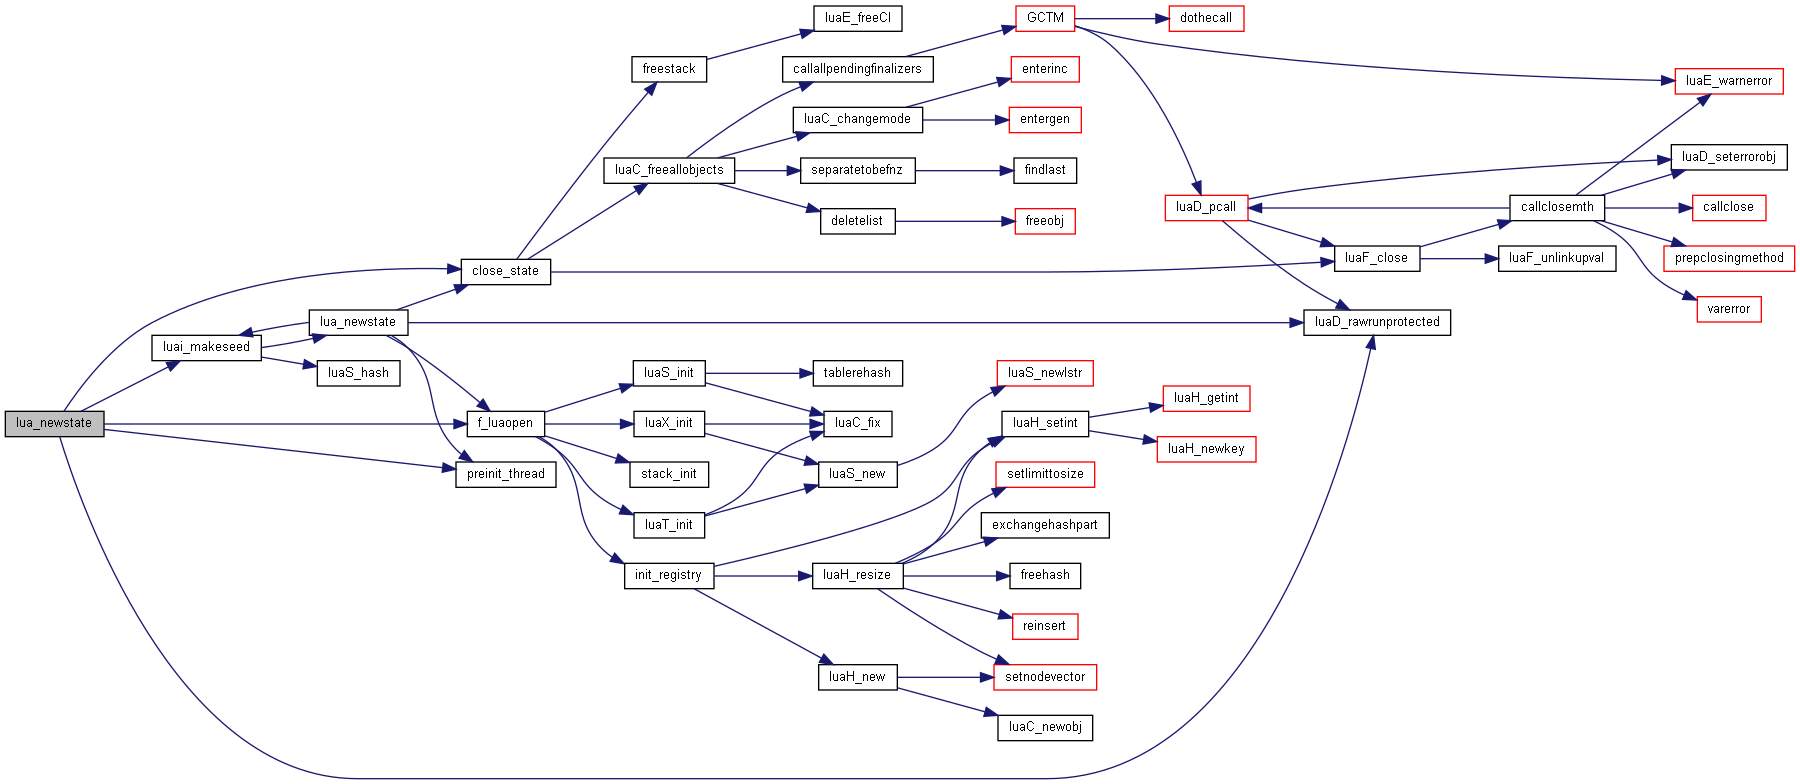 luaE_freeCI
GCTM
dothecall
freestack
callallpendingfinalizers
enterinc
luaE_warnerror
luaC_changemode
entergen
luaD_seterrorobj
luaC_freeallobjects
separatetobefnz
findlast
luaD_pcall
callclosemth
callclose
deletelist
freeobj
luaF_close
luaF_unlinkupval
prepclosingmethod
close_state
varerror
lua_newstate
luaD_rawrunprotected
luai_makeseed
luaS_hash
luaS_init
tablerehash
luaS_newlstr
luaH_getint
lua_newstate
f_luaopen
luaX_init
luaC_fix
luaH_setint
luaH_newkey
preinit_thread
stack_init
luaS_new
setlimittosize
luaT_init
exchangehashpart
init_registry
luaH_resize
freehash
reinsert
luaH_new
setnodevector
luaC_newobj